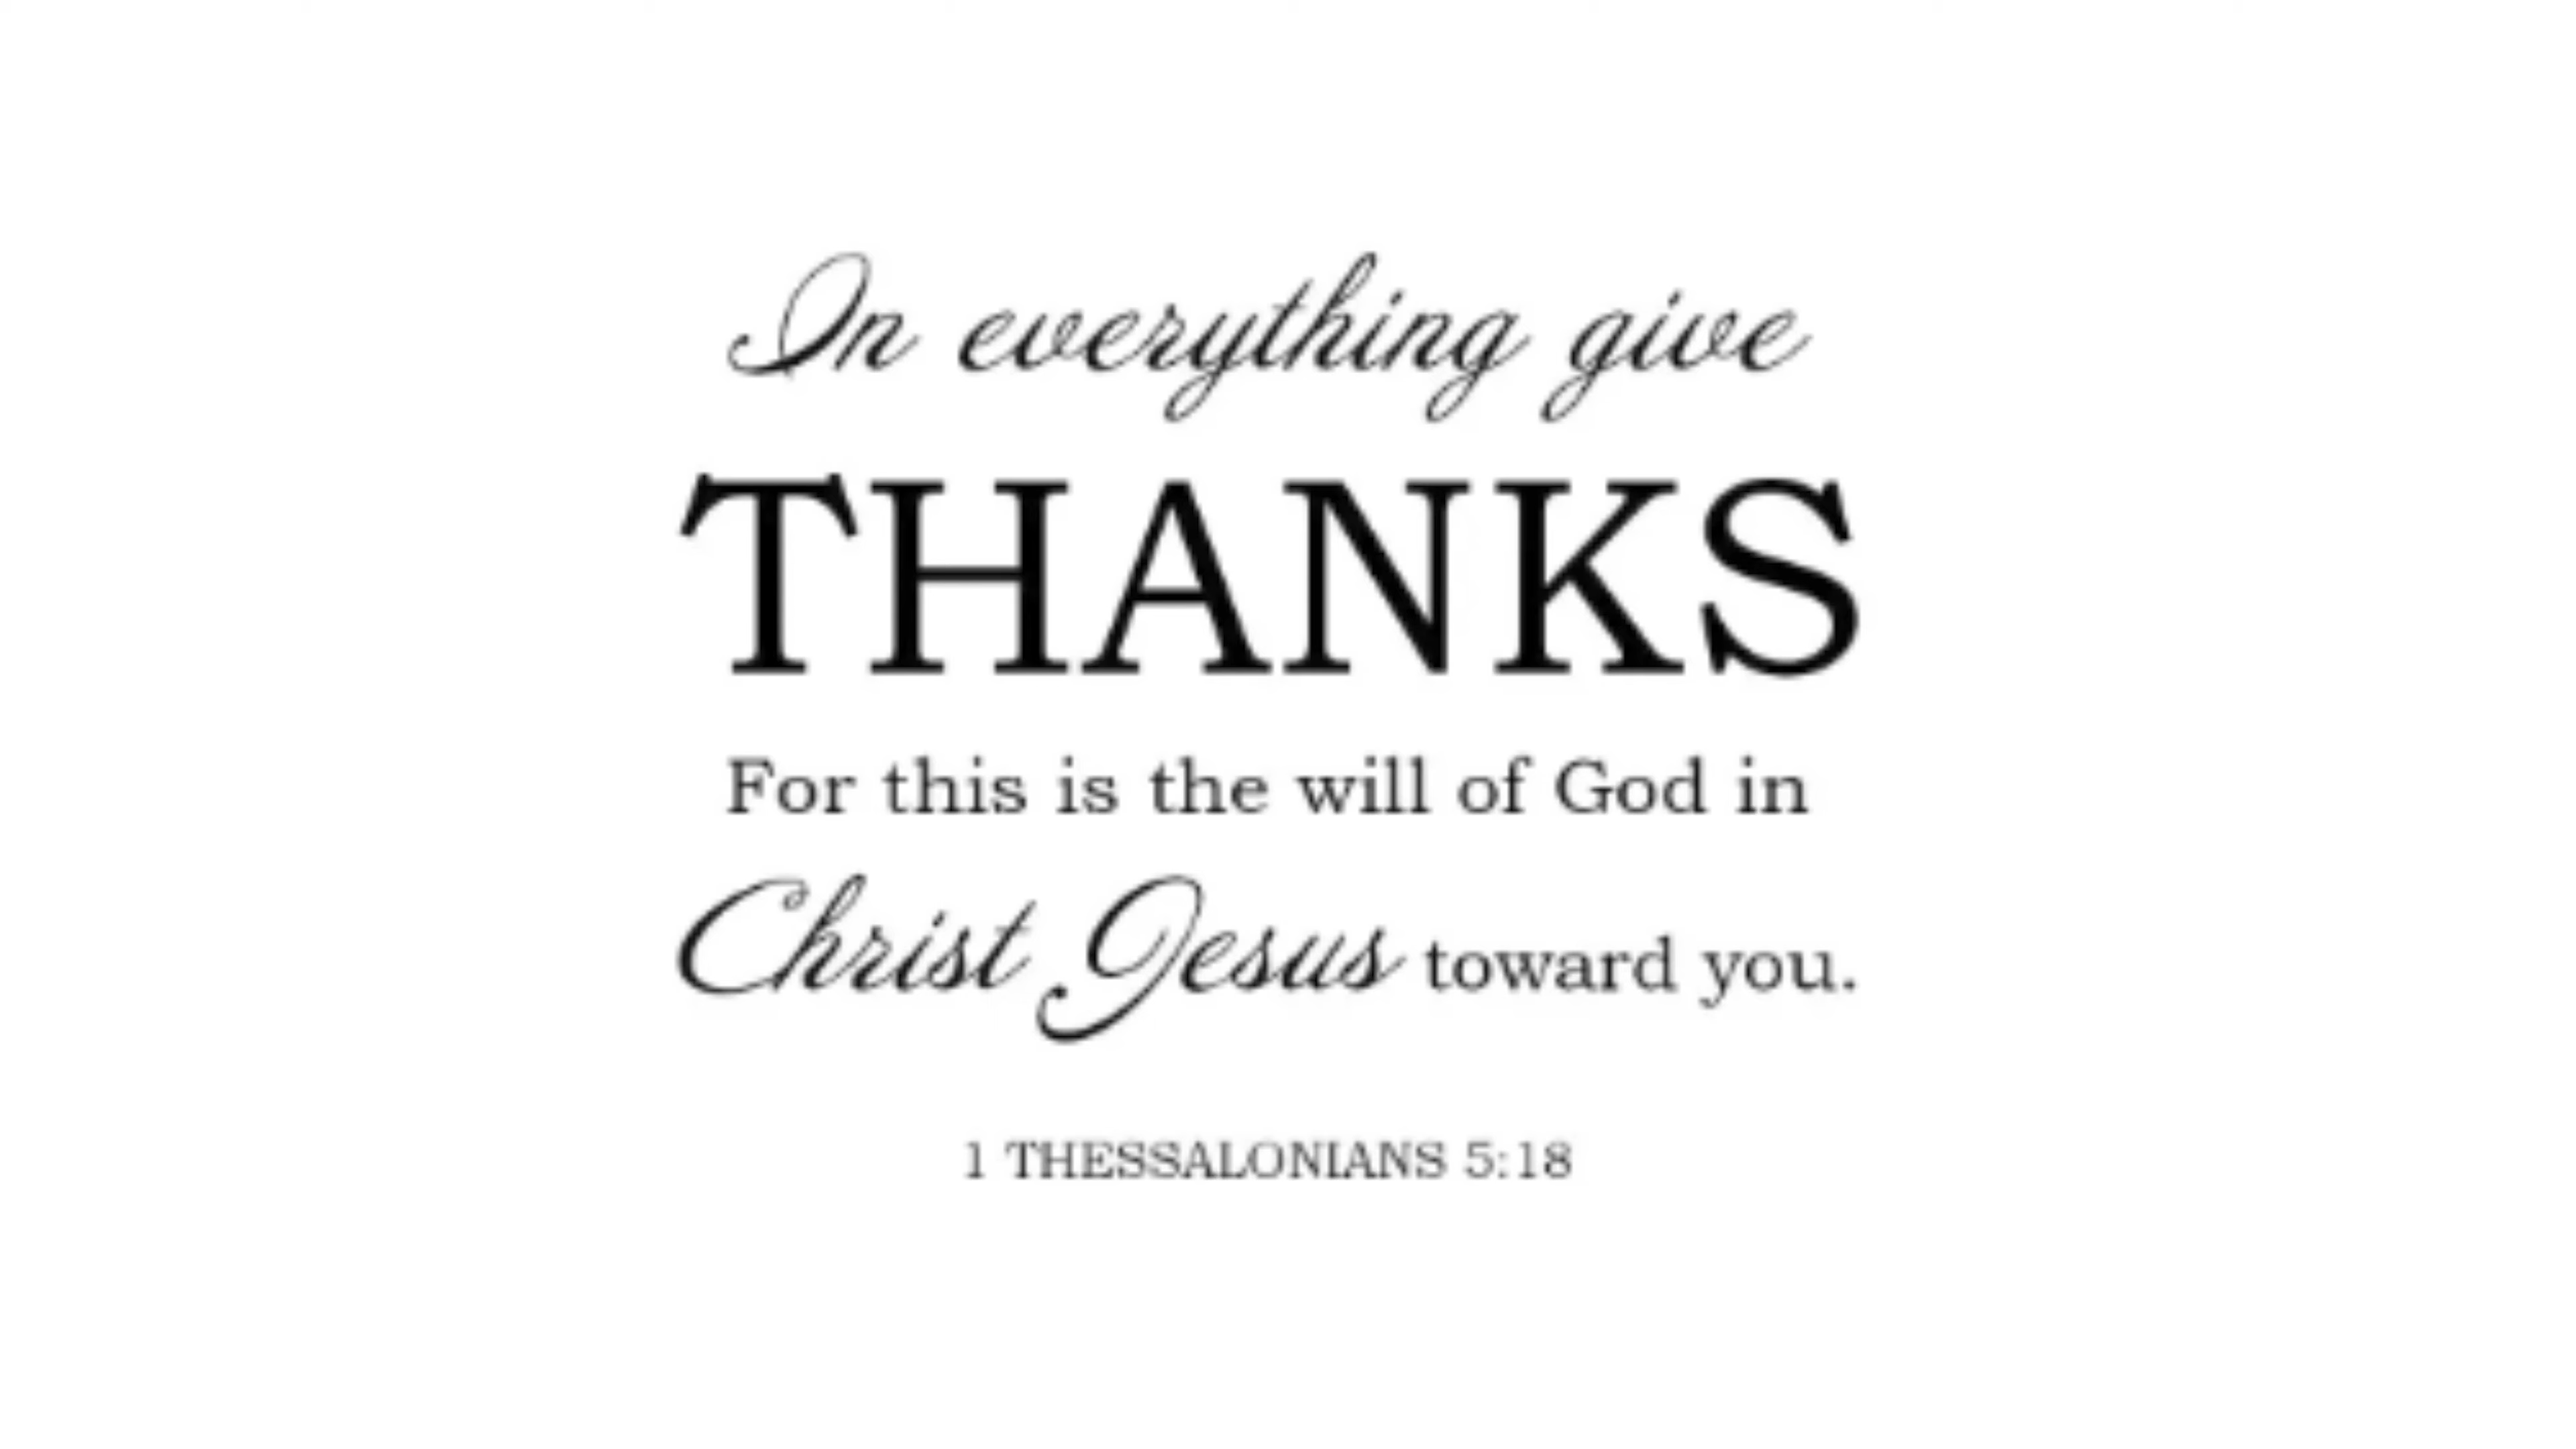 In everything give
THANKS
For this is the will of God in
Christ Jesus toward you.
1 THESSALONIANS 5:18